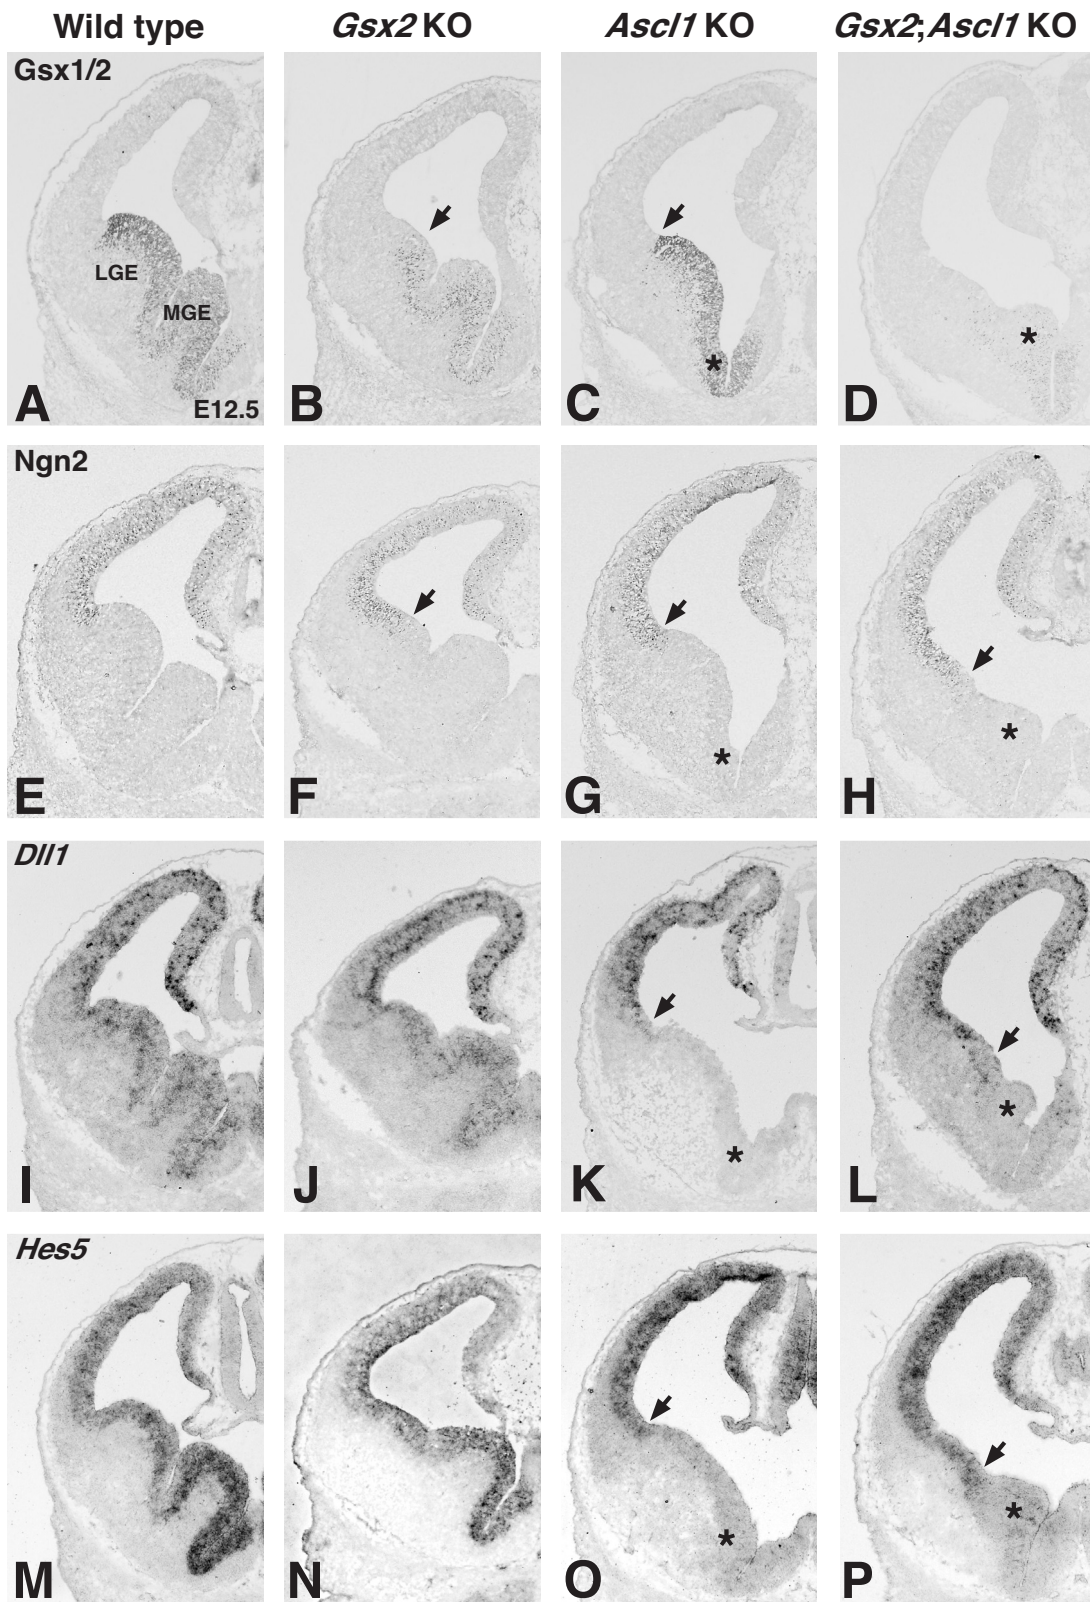 Wild type Gsx2 KO Ascl1 KO Gsx2;Ascl1 KO
Gsx1/2
LGE
MGE
A E12.5 B C * D *
Ngn2
E F G * H *
Dll1
I J K * L *
Hes5
M N O * P *